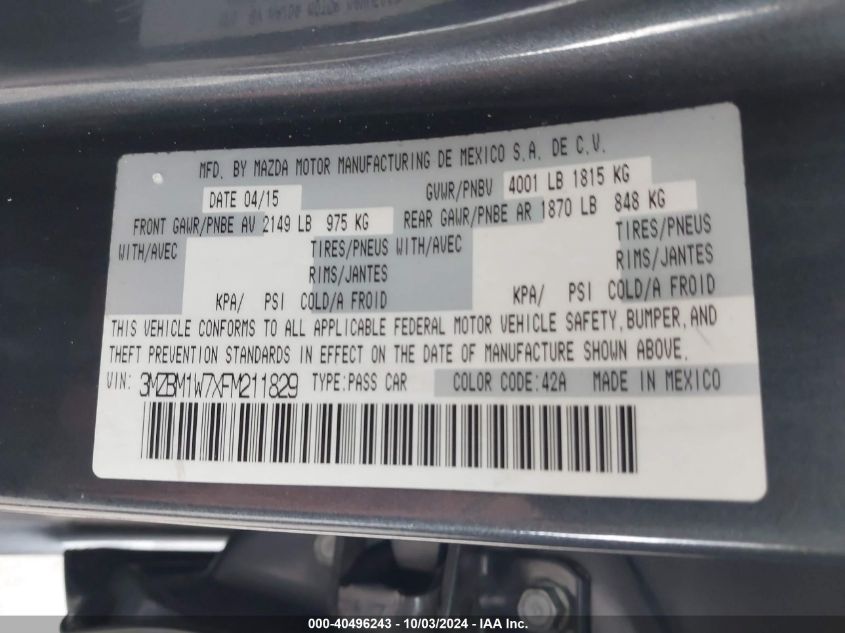 MFD. BY MAZDA MOTOR MANUFACTURING DE MEXICO S.A. DE C.V.
DATE 04/15 GVWR/PNBV 4001 LB 1815 KG
FRONT GAWR/PNBE AV 2149 LB 975 KG REAR GAWR/PNBE AR 1870 LB 848 KG
WITH/AVEC TIRES/PNEUS WITH/AVEC TIRES/PNEUS
RIMS/JANTES RIMS/JANTES
KPA/ PSI COLD/A FROID KPA/ PSI COLD/A FROID
THIS VEHICLE CONFORMS TO ALL APPLICABLE FEDERAL MOTOR VEHICLE SAFETY, BUMPER, AND
THEFT PREVENTION STANDARDS IN EFFECT ON THE DATE OF MANUFACTURE SHOWN ABOVE.
VIN: 3MZBM1W7XFM211829 TYPE:PASS CAR COLOR CODE:42A MADE IN MEXICO
000-40496243 - 10/03/2024 - IAA Inc.